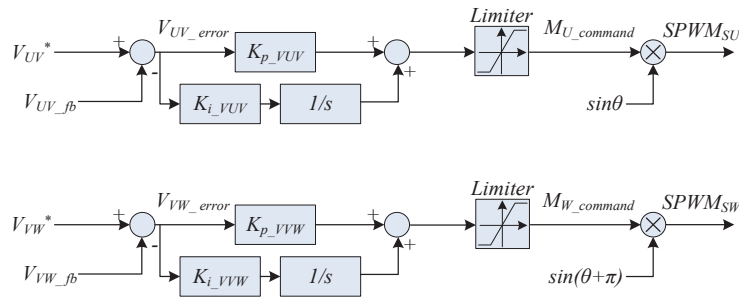 Limiter
V_UV* + V_UV_error K_p_VUV + M_U_command SPWM_SU
-
+
V_UV_fb K_i_VUV 1/s sinθ
Limiter
V_VW* + V_VW_error K_p_VVW + M_W_command SPWM_SW
-
+
V_VW_fb K_i_VVW 1/s sin(θ+π)